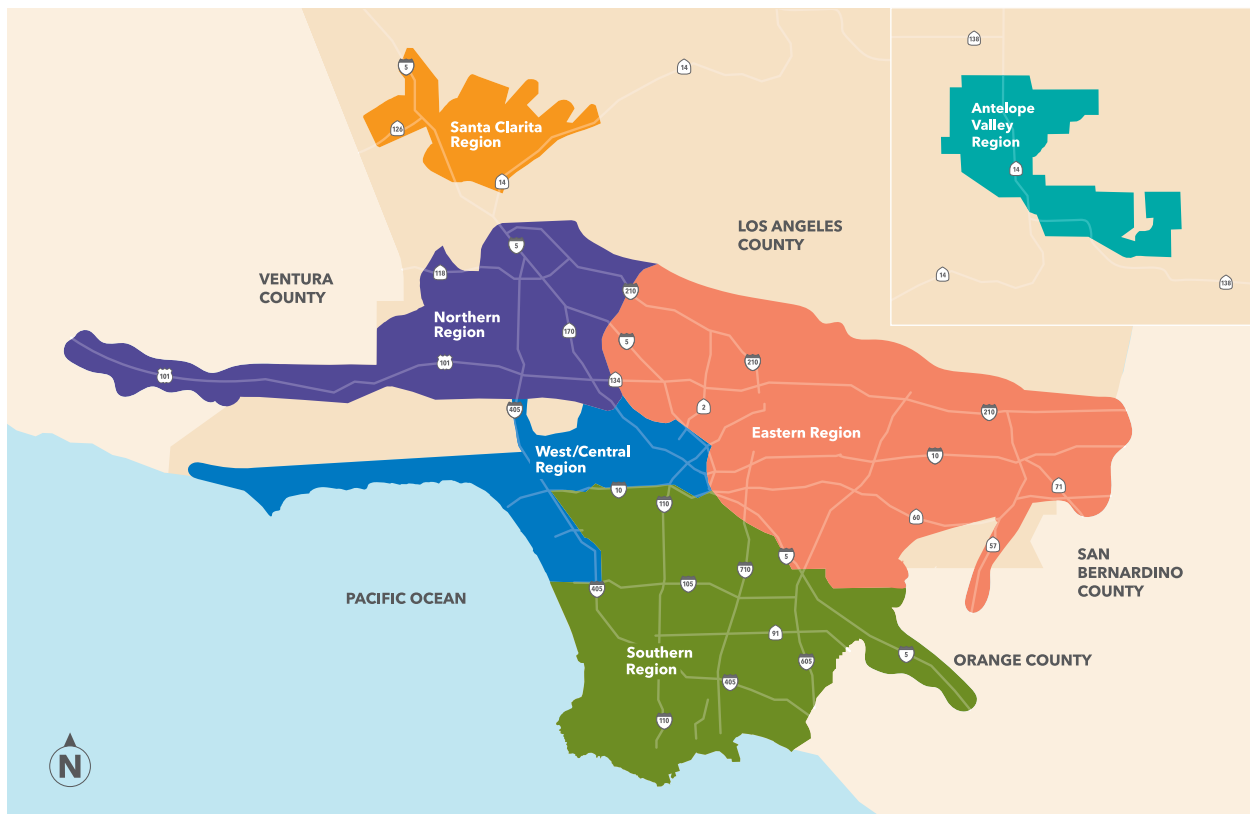 138
5
14
126
Antelope
Valley
Region
Santa Clarita
Region
14
14
LOS ANGELES
COUNTY
5
118
VENTURA
COUNTY
14
138
210
Northern
Region
170
5
101
210
101
134
405
2
210
Eastern Region
West/Central
Region
10
10
71
110
60
57
5
SAN
BERNARDINO
COUNTY
710
105
405
PACIFIC OCEAN
91
Southern
Region
605
5
ORANGE COUNTY
405
110
N